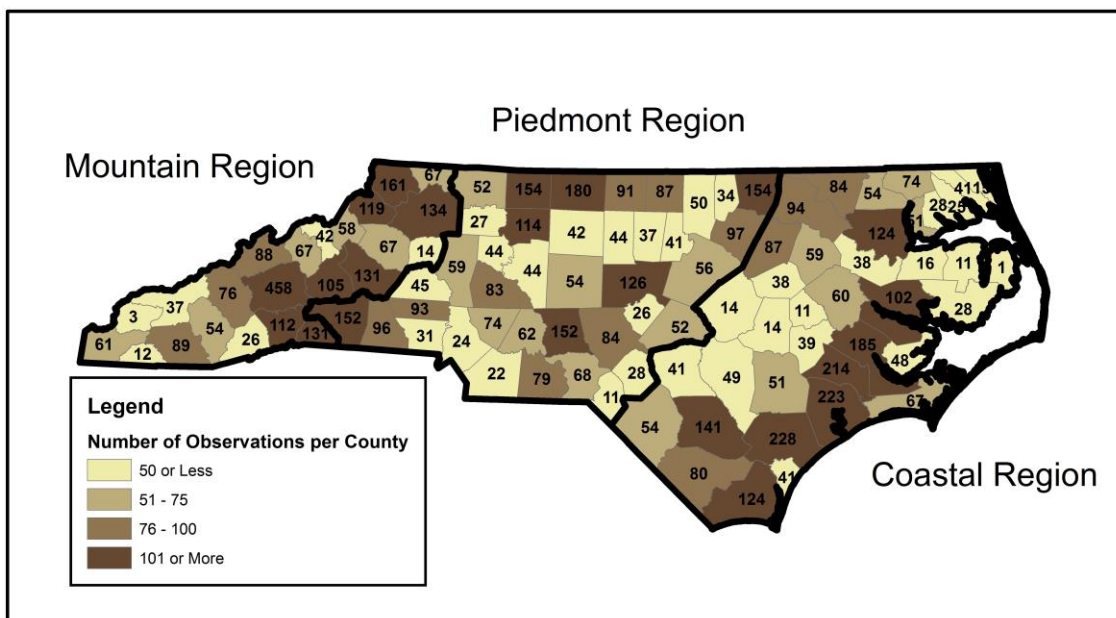 Piedmont Region
Mountain Region
161 67 52 154 180 91 87 50 34 154 84 54 74 41
119 134 27 114 42 44 37 41 97 94 51 28 25
42 58 67 67 14 44 44 54 126 56 87 59 124 38 16 11 1
88 59 83 38 60 102 28
3 37 76 458 105 131 45 93 26 14 11 185 48
61 12 89 54 26 112 131 152 96 31 24 74 62 152 84 52 14 39 214
22 79 68 11 28 41 49 51 223 67
54 141 228
80 124 41
Coastal Region
Legend
Number of Observations per County
50 or Less
51 - 75
76 - 100
101 or More